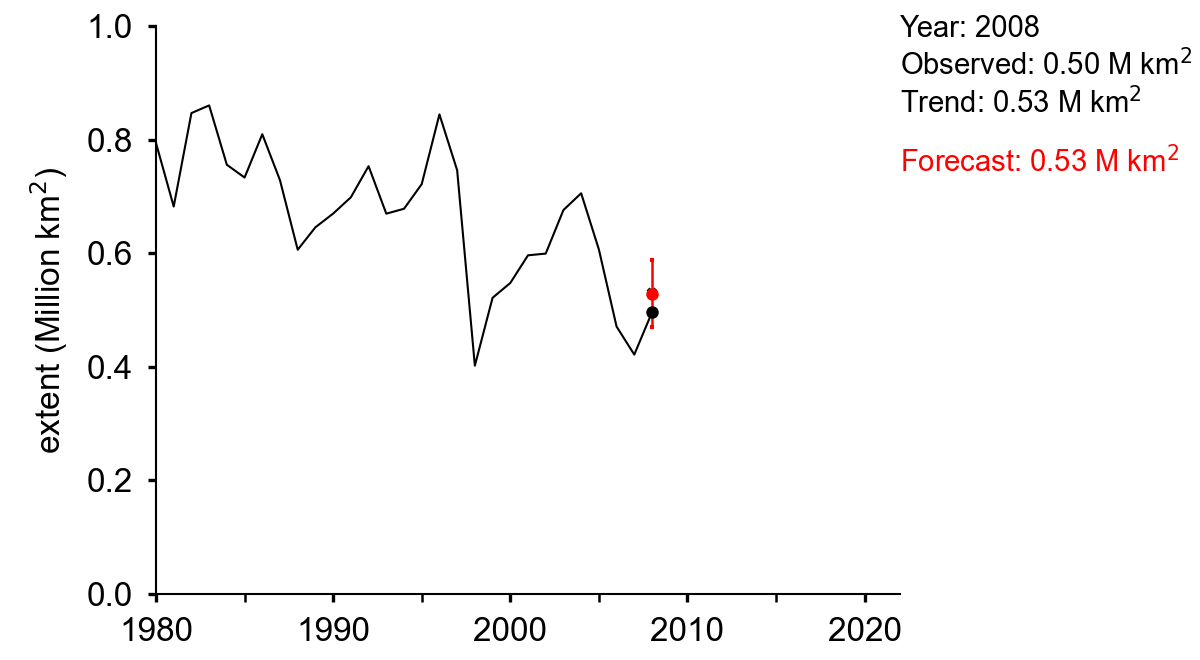 Year: 2008
Observed: 0.50 M km²
Trend: 0.53 M km²
Forecast: 0.53 M km²
extent (Million km²)
1.0
0.8
0.6
0.4
0.2
0.0
1980 1990 2000 2010 2020